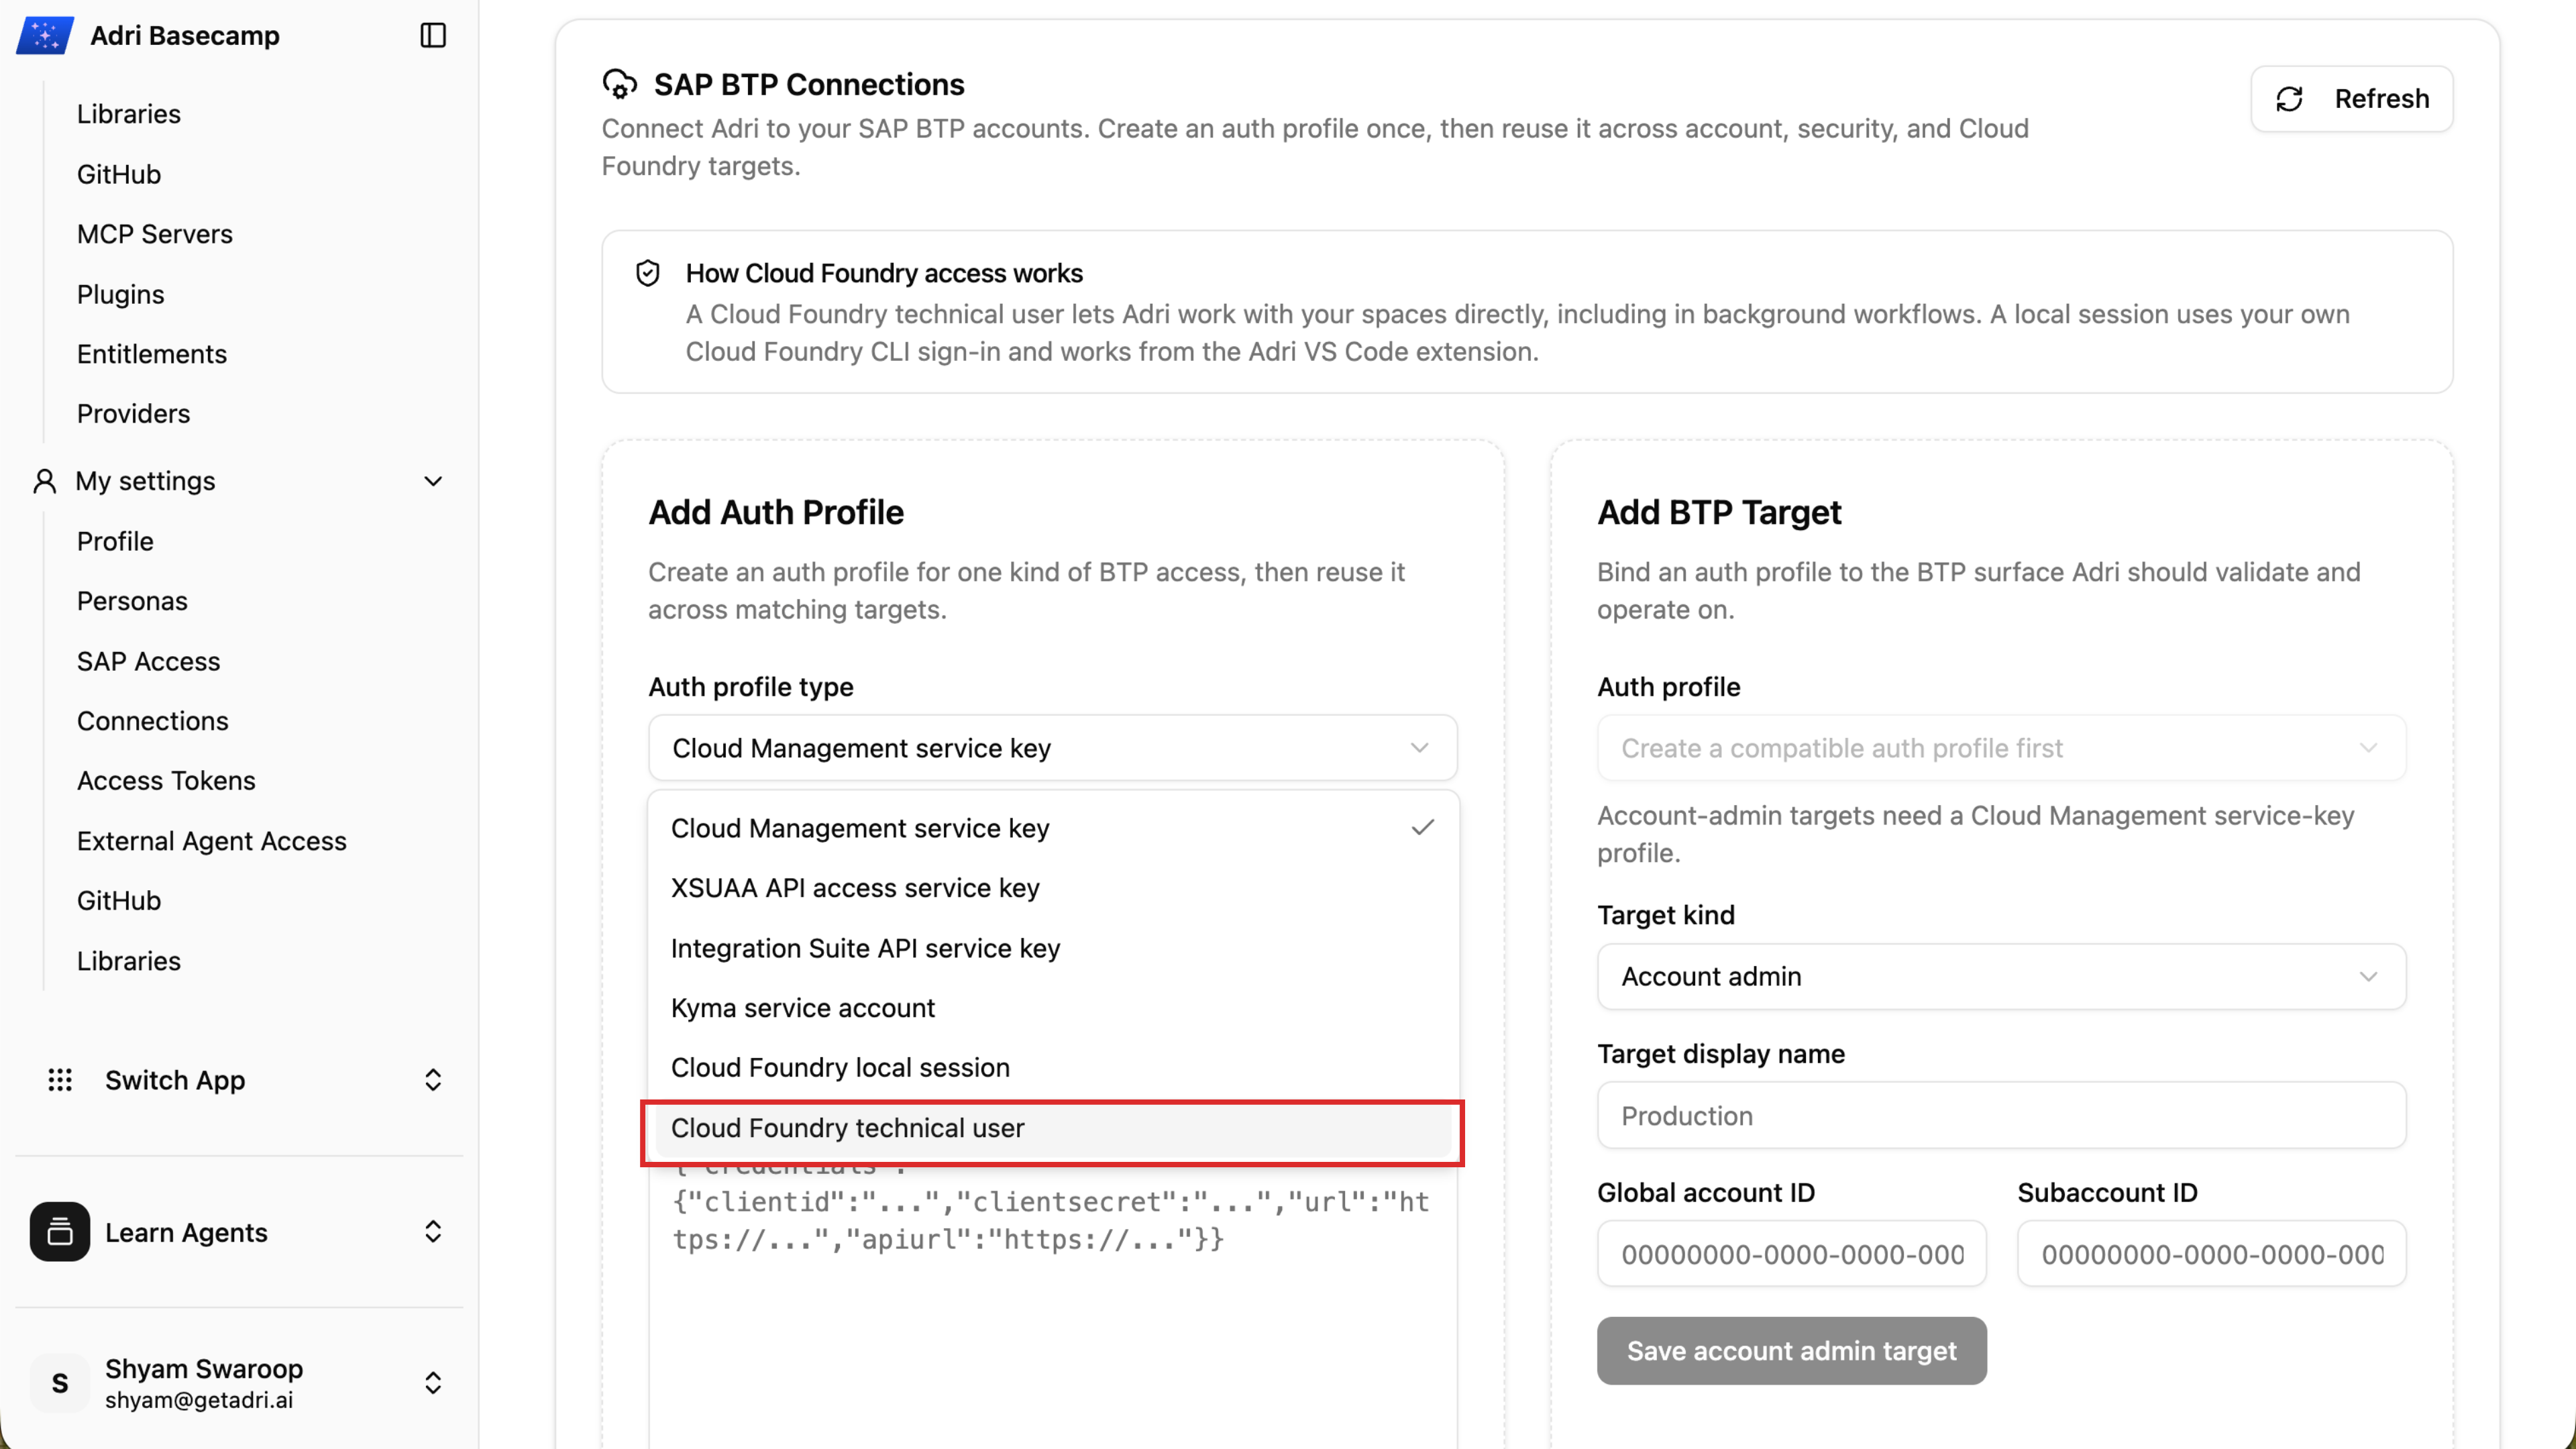 Adri Basecamp
Libraries
GitHub
MCP Servers
Plugins
Entitlements
Providers
My settings
Profile
Personas
SAP Access
Connections
Access Tokens
External Agent Access
GitHub
Libraries
Switch App
Learn Agents
S
Shyam Swaroop
shyam@getadri.ai
SAP BTP Connections
Connect Adri to your SAP BTP accounts. Create an auth profile once, then reuse it across account, security, and Cloud
Foundry targets.
Refresh
How Cloud Foundry access works
A Cloud Foundry technical user lets Adri work with your spaces directly, including in background workflows. A local session uses your own
Cloud Foundry CLI sign-in and works from the Adri VS Code extension.
Add Auth Profile
Create an auth profile for one kind of BTP access, then reuse it
across matching targets.
Auth profile type
Cloud Management service key
Cloud Management service key
XSUAA API access service key
Integration Suite API service key
Kyma service account
Cloud Foundry local session
Cloud Foundry technical user
{"clientid":"...","clientsecret":"...","url":"ht
tps://...","apiurl":"https://..."}}
Add BTP Target
Bind an auth profile to the BTP surface Adri should validate and
operate on.
Auth profile
Create a compatible auth profile first
Account-admin targets need a Cloud Management service-key
profile.
Target kind
Account admin
Target display name
Production
Global account ID
Subaccount ID
00000000-0000-0000-000
00000000-0000-0000-000
Save account admin target